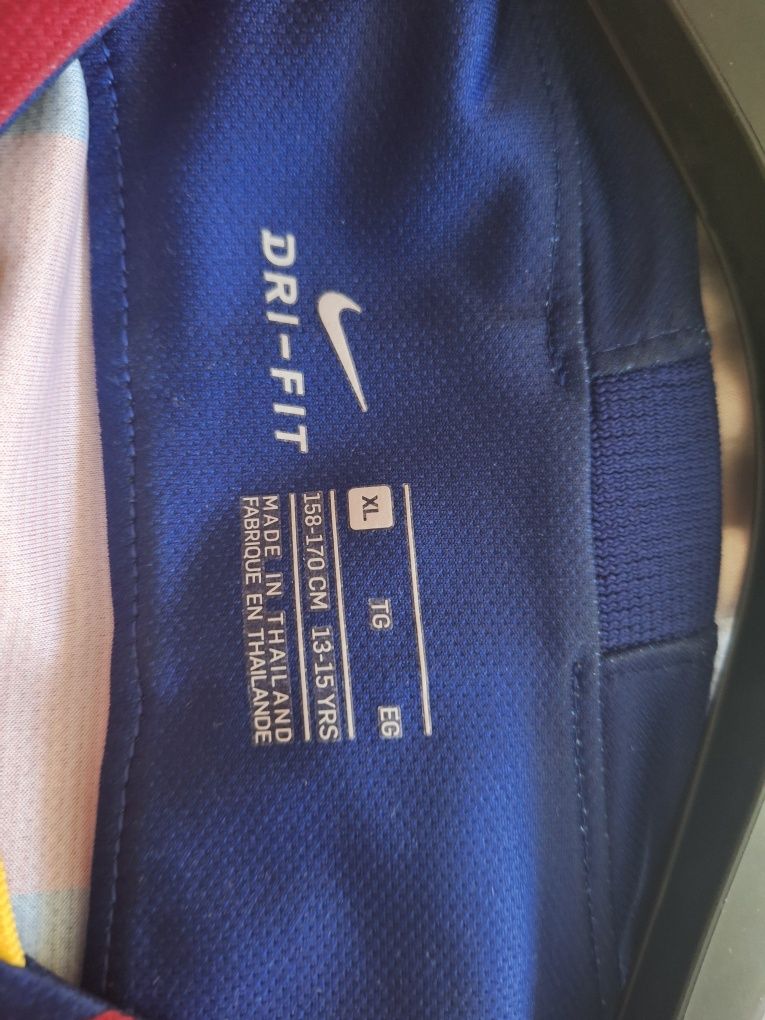 DRI-FIT
XL TG EG
158-170 CM 13-15 YRS
MADE IN THAILAND
FABRIQUE EN THAILANDE